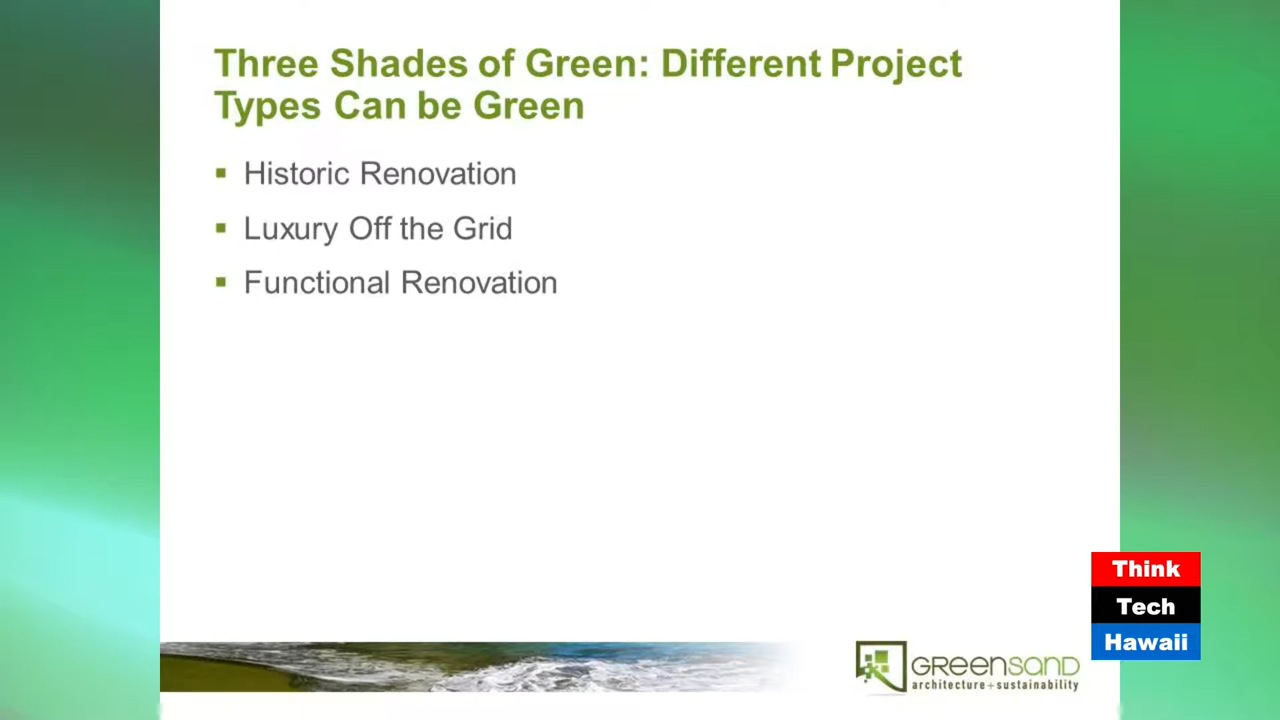 Three Shades of Green: Different Project
Types Can be Green
▪ Historic Renovation
▪ Luxury Off the Grid
▪ Functional Renovation
Think
Tech
Hawaii
GREENSAND
architecture+sustainability